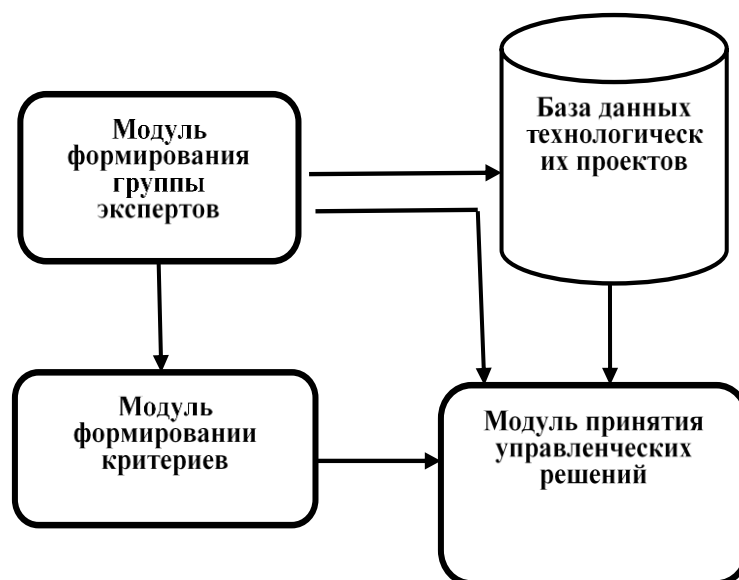 Модуль
формирования
группы
экспертов
База данных
технологическ
их проектов
Модуль
формировании
критериев
Модуль принятия
управленческих
решений